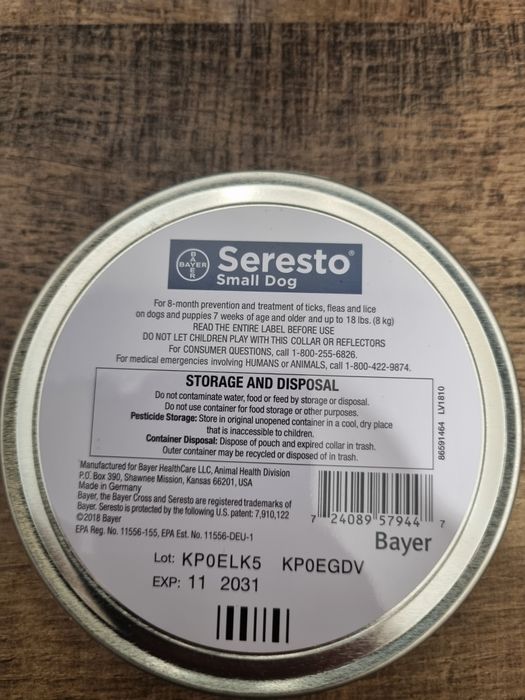 BAYER
BAYER
Seresto®
Small Dog
For 8-month prevention and treatment of ticks, fleas and lice
on dogs and puppies 7 weeks of age and older and up to 18 lbs. (8 kg)
READ THE ENTIRE LABEL BEFORE USE
DO NOT LET CHILDREN PLAY WITH THIS COLLAR OR REFLECTORS
For CONSUMER QUESTIONS, call 1-800-255-6826.
For medical emergencies involving HUMANS or ANIMALS, call 1-800-422-9874.
STORAGE AND DISPOSAL
Do not contaminate water, food or feed by storage or disposal.
Do not use container for food storage or other purposes.
Pesticide Storage: Store in original unopened container in a cool, dry place
that is inaccessible to children.
Container Disposal: Dispose of pouch and expired collar in trash.
Outer container may be recycled or disposed of in trash.
86591464 LV1810
Manufactured for Bayer HealthCare LLC, Animal Health Division
P.O. Box 390, Shawnee Mission, Kansas 66201, USA
Made in Germany
Bayer, the Bayer Cross and Seresto are registered trademarks of
Bayer. Seresto is protected by the following U.S. patent: 7,910,122
©2018 Bayer
EPA Reg. No. 11556-155, EPA Est. No. 11556-DEU-1
7 24089 57944 7
Bayer
Lot: KP0ELK5 KP0EGDV
EXP: 11 2031